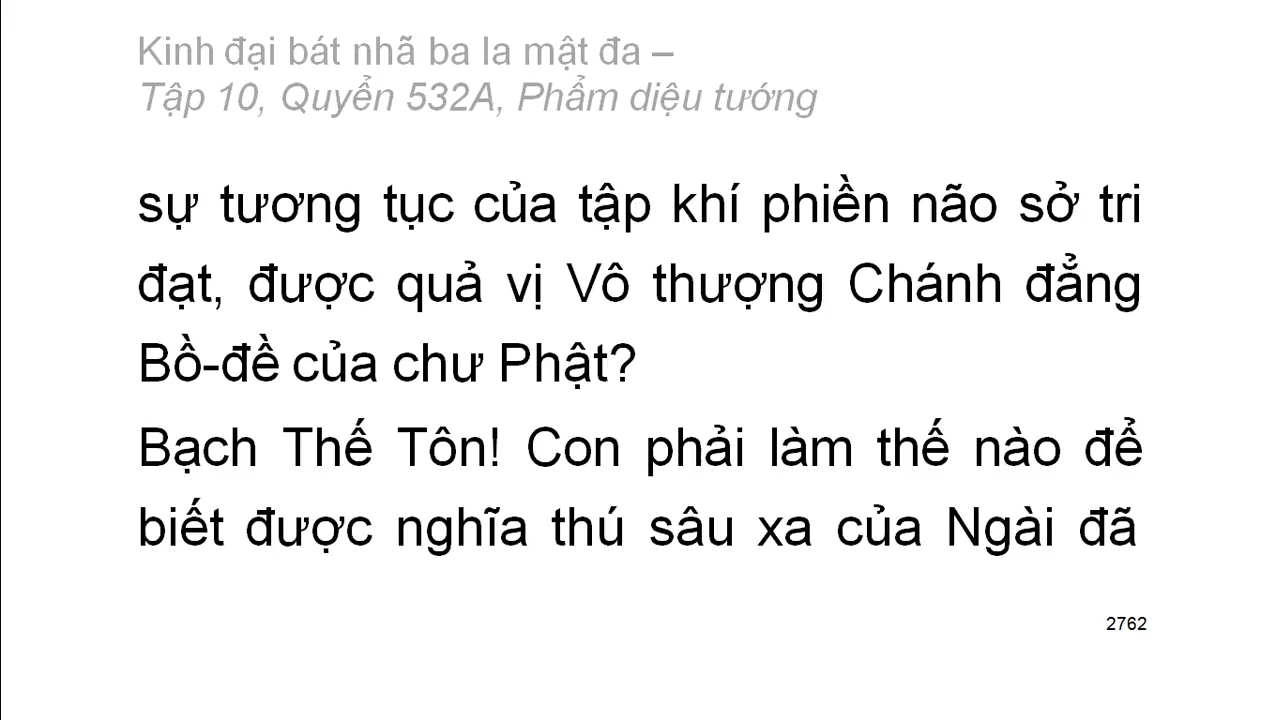 Kinh đại bát nhã ba la mật đa –
Tập 10, Quyển 532A, Phẩm diệu tướng
sự tương tục của tập khí phiền não sở tri
đạt, được quả vị Vô thượng Chánh đẳng
Bồ-đề của chư Phật?
Bạch Thế Tôn! Con phải làm thế nào để
biết được nghĩa thú sâu xa của Ngài đã
2762